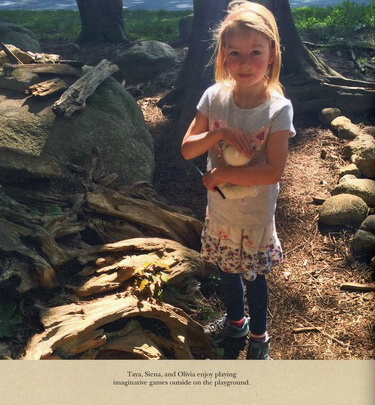 Taya, Siena, and Olivia enjoy playing
imaginative games outside on the playground.